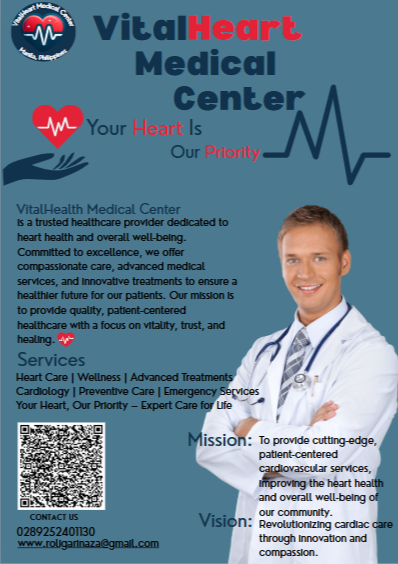 VitalHeart Medical Center
Manila, Philippines
VitalHeart
Medical
Center
Your Heart Is
Our Priority
VitalHealth Medical Center
is a trusted healthcare provider dedicated to
heart health and overall well-being.
Committed to excellence, we offer
compassionate care, advanced medical
services, and innovative treatments to ensure a
healthier future for our patients. Our mission is
to provide quality, patient-centered
healthcare with a focus on vitality, trust, and
healing.
Services
Heart Care | Wellness | Advanced Treatments
Cardiology | Preventive Care | Emergency Services
Your Heart, Our Priority – Expert Care for Life
Mission:
To provide cutting-edge,
patient-centered
cardiovascular services,
improving the heart health
and overall well-being of
our community.
Vision:
Revolutionizing cardiac care
through innovation and
compassion.
CONTACT US
0289252401130
www.roligarinaza@gmail.com